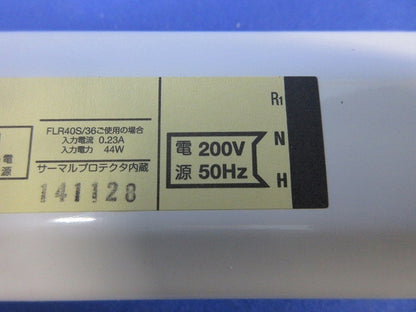 電
源
FLR40S/36ご使用の場合
入力電流 0.23A
入力電力 44W
サーマルプロテクタ内蔵
141128
電源 200V 50Hz
R1
N
H